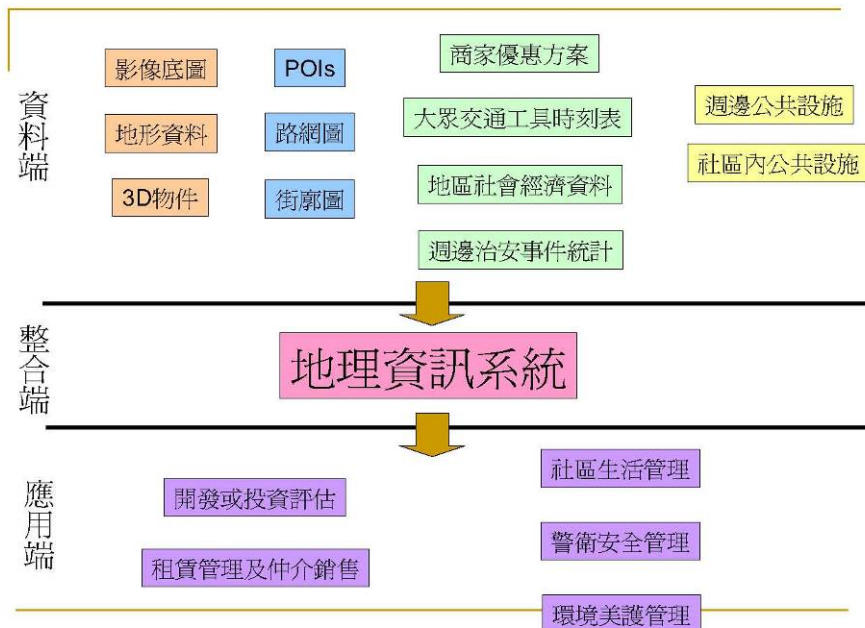 資料端
影像底圖
地形資料
3D物件
POIs
路網圖
街廓圖
商家優惠方案
大眾交通工具時刻表
地區社會經濟資料
週邊治安事件統計
週邊公共設施
社區內公共設施
整合端
地理資訊系統
應用端
開發或投資評估
租賃管理及仲介銷售
社區生活管理
警衛安全管理
環境美護管理